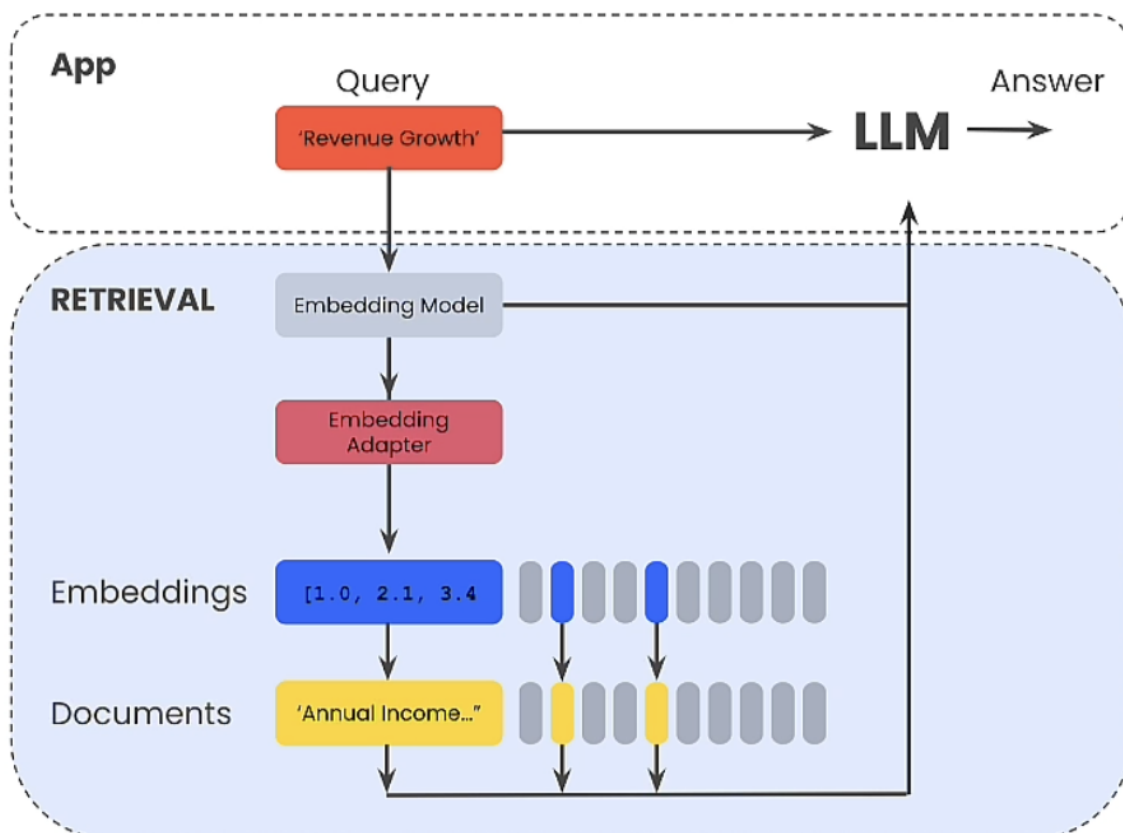 App
Query
Answer
‘Revenue Growth’
LLM
RETRIEVAL
Embedding Model
Embedding
Adapter
Embeddings
[1.0, 2.1, 3.4
Documents
‘Annual Income…”